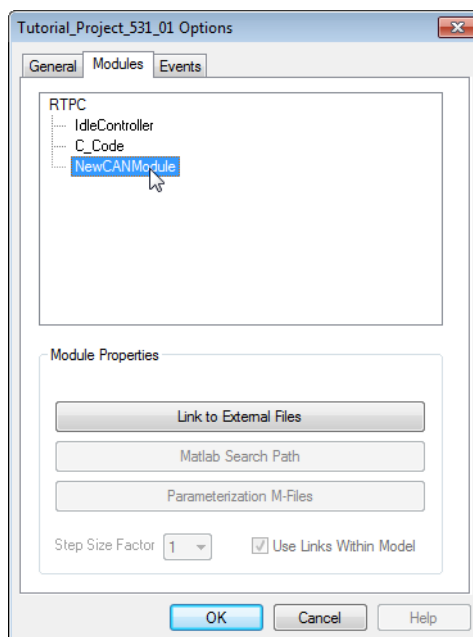 Tutorial_Project_531_01 Options
General Modules Events
RTPC
IdleController
C_Code
NewCANModule
Module Properties
Link to External Files
Matlab Search Path
Parameterization M-Files
Step Size Factor 1 Use Links Within Model
OK Cancel Help